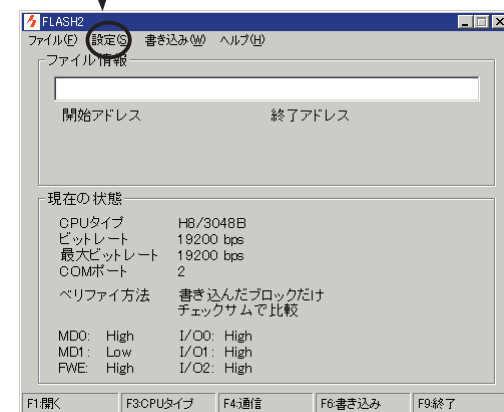 FLASH2
ファイル(F) 設定(S) 書き込み(W) ヘルプ(H)
ファイル情報
開始アドレス 終了アドレス
現在の状態
CPUタイプ H8/3048B
ビットレート 19200 bps
最大ビットレート 19200 bps
COMポート 2
ベリファイ方法 書き込んだブロックだけ
チェックサムで比較
MD0: High I/O0: High
MD1: Low I/O1: High
FWE: High I/O2: High
F1:開く F3:CPUタイプ F4:通信 F6:書き込み F9:終了